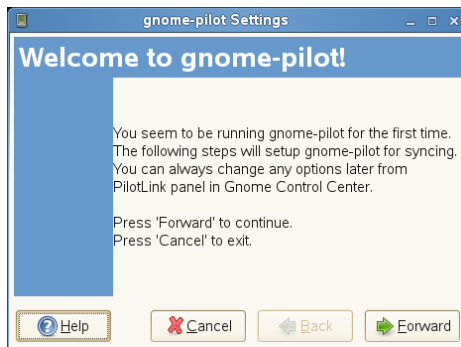 gnome-pilot Settings
Welcome to gnome-pilot!
You seem to be running gnome-pilot for the first time.
The following steps will setup gnome-pilot for syncing.
You can always change any options later from
PilotLink panel in Gnome Control Center.
Press 'Forward' to continue.
Press 'Cancel' to exit.
Help
Cancel
Back
Forward